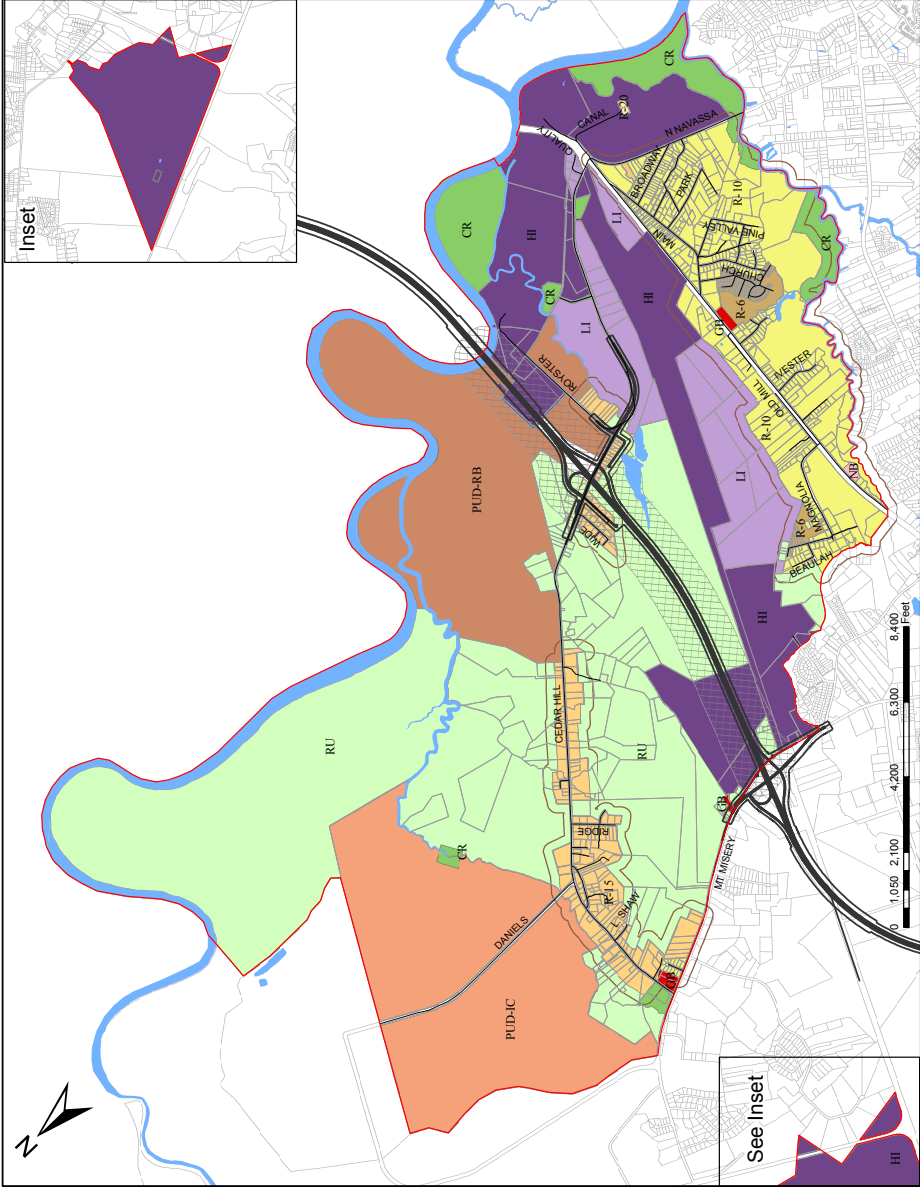 Inset
CR
CANAL
R-20
QUALITY
N NAVASSA
BROADWAY
PARK
R-10
CR
HI
LI
MAIN
PINE VALLEY
CR
CHURCH
CR
HI
R-6
LI
GB
ROYSTER
IVESTER
OLD MILL
R-10
PUD-RB
LI
NB
MAGNOLIA
R-6
WIDE
BEAULAH
HI
CEDAR HILL
RU
RU
GB
RIDGE
MT MISERY
CR
R-15
L SHAW
DANIELS
GB
PUD-IC
N
0 1,050 2,100 4,200 6,300 8,400
Feet
See Inset
HI